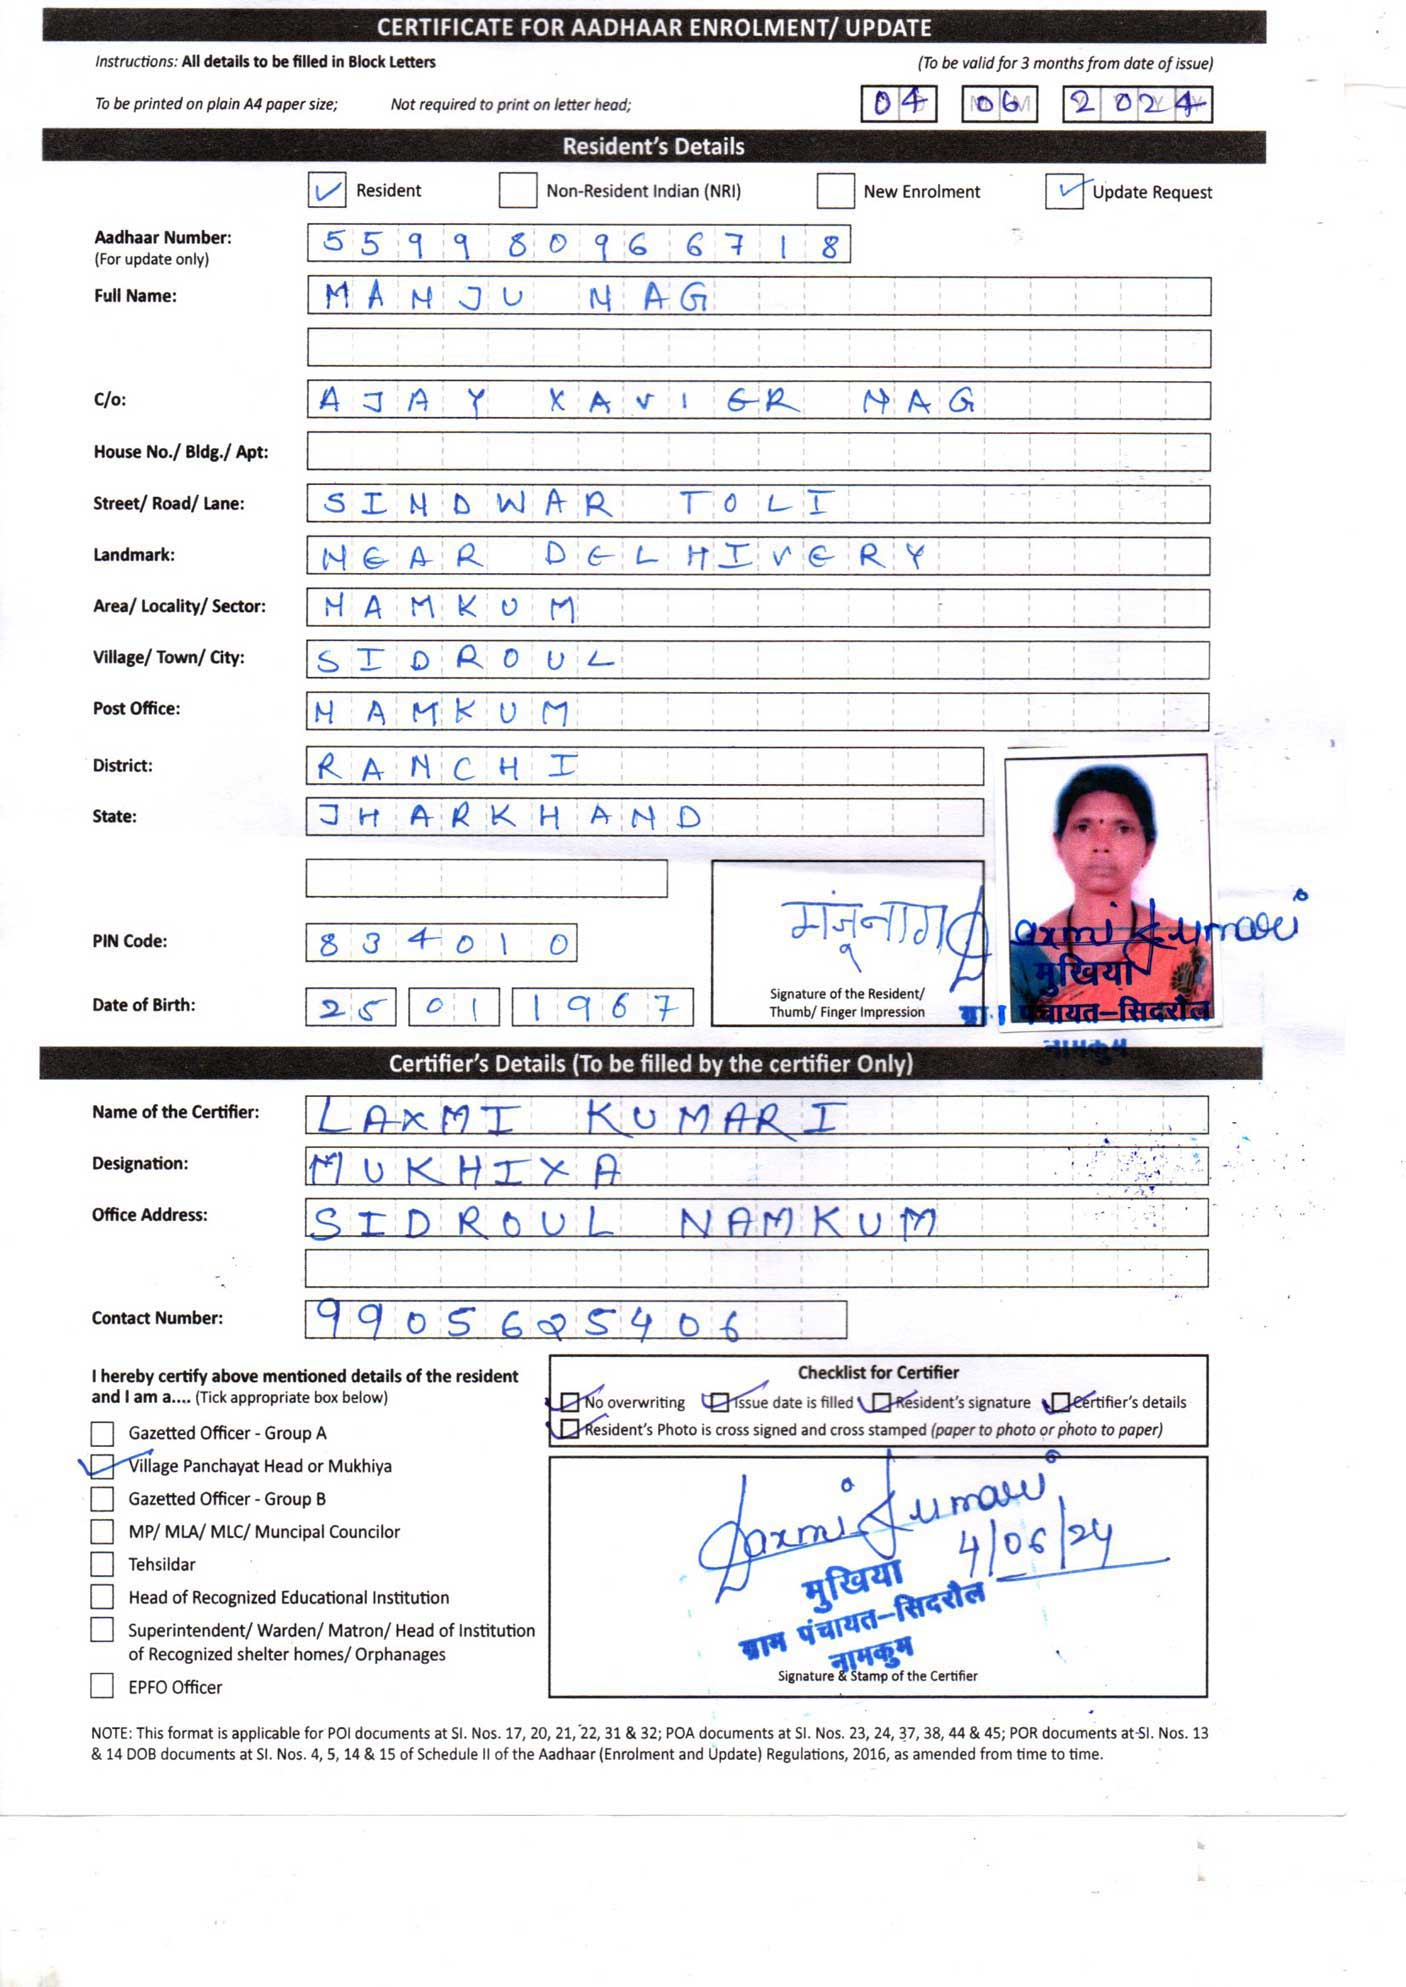 CERTIFICATE FOR AADHAAR ENROLMENT/ UPDATE
Instructions: All details to be filled in Block Letters (To be valid for 3 months from date of issue)
To be printed on plain A4 paper size; Not required to print on letter head; 04 06 2024
Resident's Details
Resident Non-Resident Indian (NRI) New Enrolment Update Request
Aadhaar Number: 559980966718
(For update only)
Full Name: MANJU NAG
C/o: AJAY XAVIER NAG
House No./ Bldg./ Apt:
Street/ Road/ Lane: SINDWAR TOLI
Landmark: NEAR DELHIVERY
Area/ Locality/ Sector: NAMKUM
Village/ Town/ City: SIDROUL
Post Office: NAMKUM
District: RANCHI
State: JHARKHAND
मंजू नाग Laxmi Kumari
PIN Code: 834010
मुखिया
Signature of the Resident/
Date of Birth: 25 01 1967 Thumb/ Finger Impression ग्राम पंचायत–सिदरौल
नामकुम
Certifier's Details (To be filled by the certifier Only)
Name of the Certifier: LAXMI KUMARI
Designation: MUKHIXA
Office Address: SIDROUL NAMKUM
Contact Number: 9905625406
I hereby certify above mentioned details of the resident
and I am a.... (Tick appropriate box below)
Gazetted Officer - Group A
Village Panchayat Head or Mukhiya
Gazetted Officer - Group B
MP/ MLA/ MLC/ Muncipal Councilor
Tehsildar
Head of Recognized Educational Institution
Superintendent/ Warden/ Matron/ Head of Institution
of Recognized shelter homes/ Orphanages
EPFO Officer
Checklist for Certifier
No overwriting Issue date is filled Resident's signature Certifier's details
Resident's Photo is cross signed and cross stamped (paper to photo or photo to paper)
Laxmi Kumari
4/06/24
मुखिया
ग्राम पंचायत–सिदरौल
नामकुम
Signature & Stamp of the Certifier
NOTE: This format is applicable for POI documents at SI. Nos. 17, 20, 21, 22, 31 & 32; POA documents at SI. Nos. 23, 24, 37, 38, 44 & 45; POR documents at SI. Nos. 13
& 14 DOB documents at SI. Nos. 4, 5, 14 & 15 of Schedule II of the Aadhaar (Enrolment and Update) Regulations, 2016, as amended from time to time.